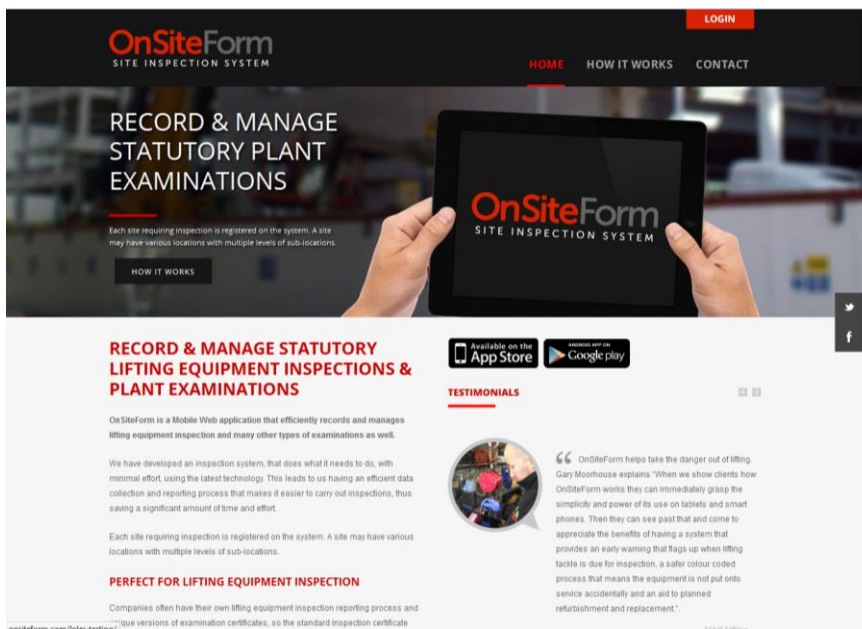 LOGIN
OnSiteForm
SITE INSPECTION SYSTEM
HOME HOW IT WORKS CONTACT
RECORD & MANAGE
STATUTORY PLANT
EXAMINATIONS
Each site requiring inspection is registered on the system. A site
may have various locations with multiple levels of sub-locations.
HOW IT WORKS
OnSiteForm
SITE INSPECTION SYSTEM
RECORD & MANAGE STATUTORY
LIFTING EQUIPMENT INSPECTIONS &
PLANT EXAMINATIONS
OnSiteForm is a Mobile Web application that efficiently records and manages
lifting equipment inspection and many other types of examinations as well.
We have developed an inspection system, that does what it needs to do, with
minimal effort, using the latest technology. This leads to us having an efficient data
collection and reporting process that makes it easier to carry out inspections, thus
saving a significant amount of time and effort.
Each site requiring inspection is registered on the system. A site may have various
locations with multiple levels of sub-locations.
PERFECT FOR LIFTING EQUIPMENT INSPECTION
Companies often have their own lifting equipment inspection reporting process and
unique versions of examination certificates, so the standard Inspection certificate
Available on the
App Store
ANDROID APP ON
Google play
TESTIMONIALS
OnSiteForm helps take the danger out of lifting.
Gary Moorhouse explains “When we show clients how
OnSiteForm works they can immediately grasp the
simplicity and power of its use on tablets and smart
phones. Then they can see past that and come to
appreciate the benefits of having a system that
provides an early warning that flags up when lifting
tackle is due for inspection, a safer colour coded
process that means the equipment is not put onto
service accidentally and an aid to planned
refurbishment and replacement”.